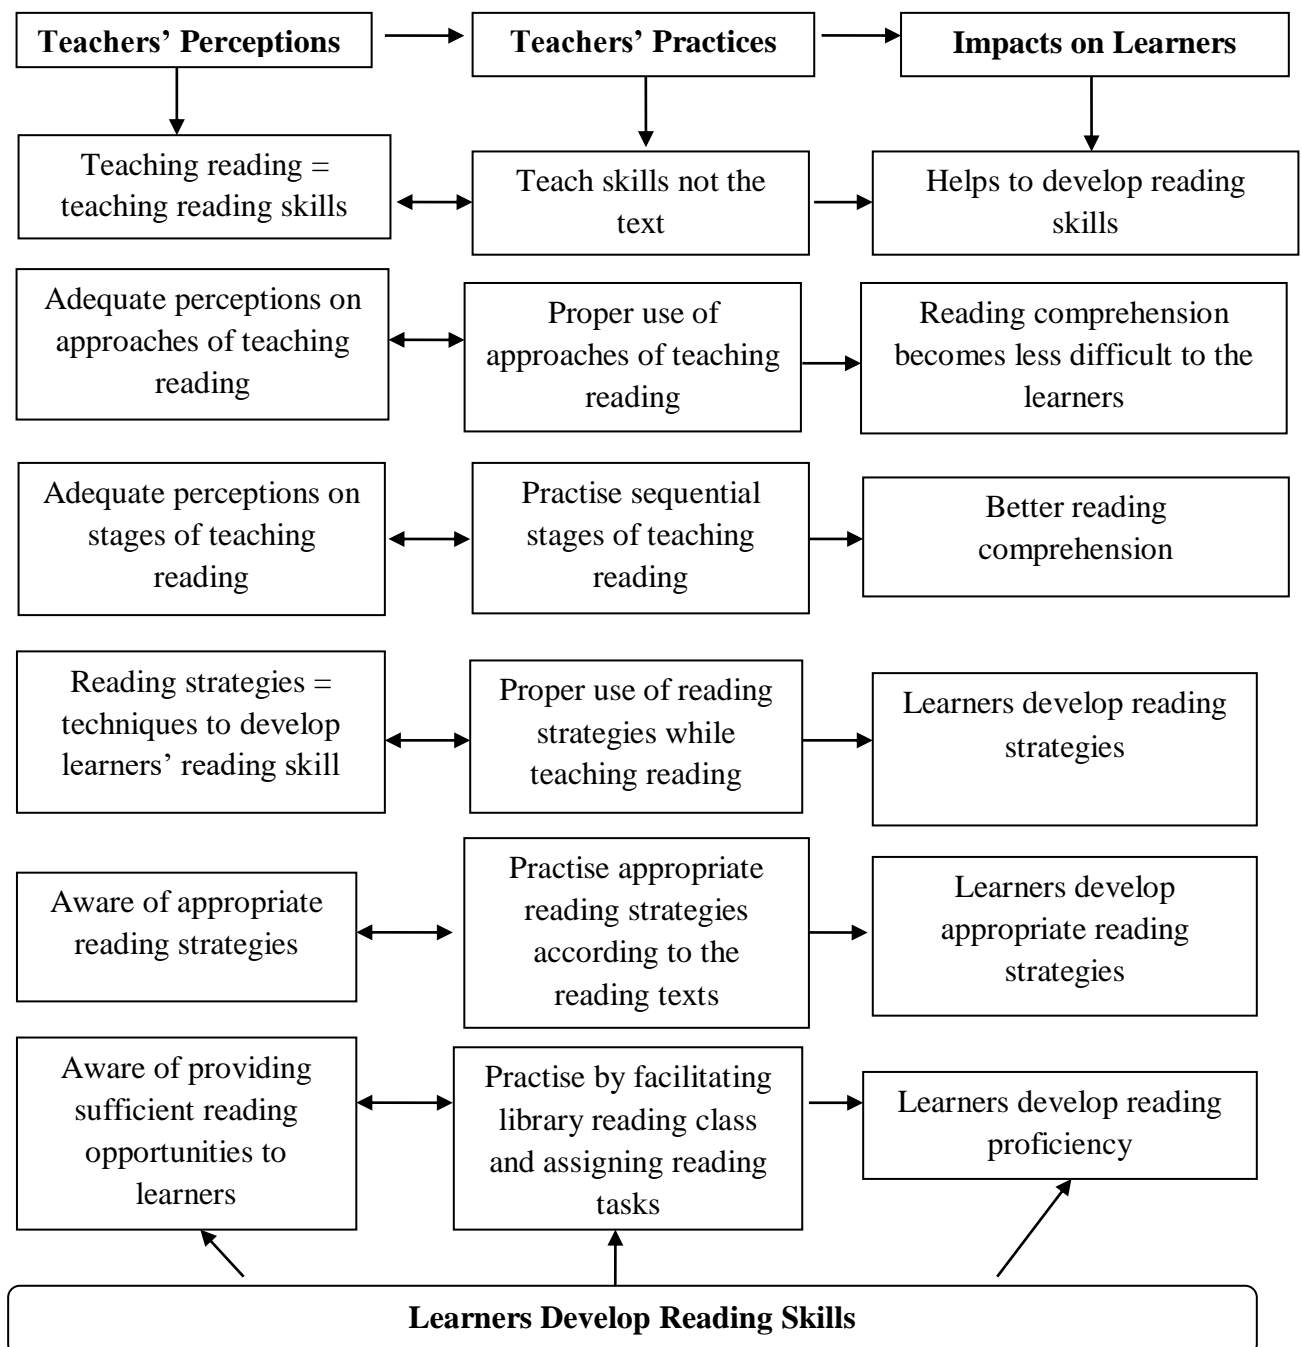 Teachers’ Perceptions
Teachers’ Practices
Impacts on Learners
Teaching reading =
teaching reading skills
Teach skills not the
text
Helps to develop reading
skills
Adequate perceptions on
approaches of teaching
reading
Proper use of
approaches of teaching
reading
Reading comprehension
becomes less difficult to the
learners
Adequate perceptions on
stages of teaching
reading
Practise sequential
stages of teaching
reading
Better reading
comprehension
Reading strategies =
techniques to develop
learners’ reading skill
Proper use of reading
strategies while
teaching reading
Learners develop reading
strategies
Aware of appropriate
reading strategies
Practise appropriate
reading strategies
according to the
reading texts
Learners develop
appropriate reading
strategies
Aware of providing
sufficient reading
opportunities to
learners
Practise by facilitating
library reading class
and assigning reading
tasks
Learners develop reading
proficiency
Learners Develop Reading Skills